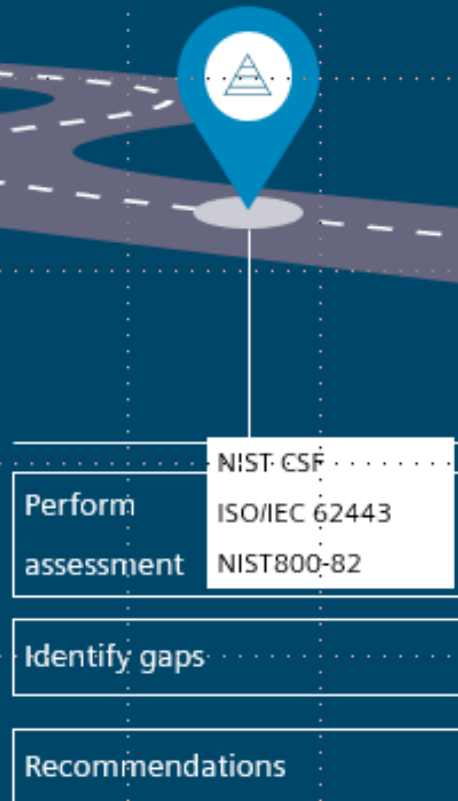 NIST CSF
ISO/IEC 62443
NIST800-82
Perform
assessment
Identify gaps
Recommendations